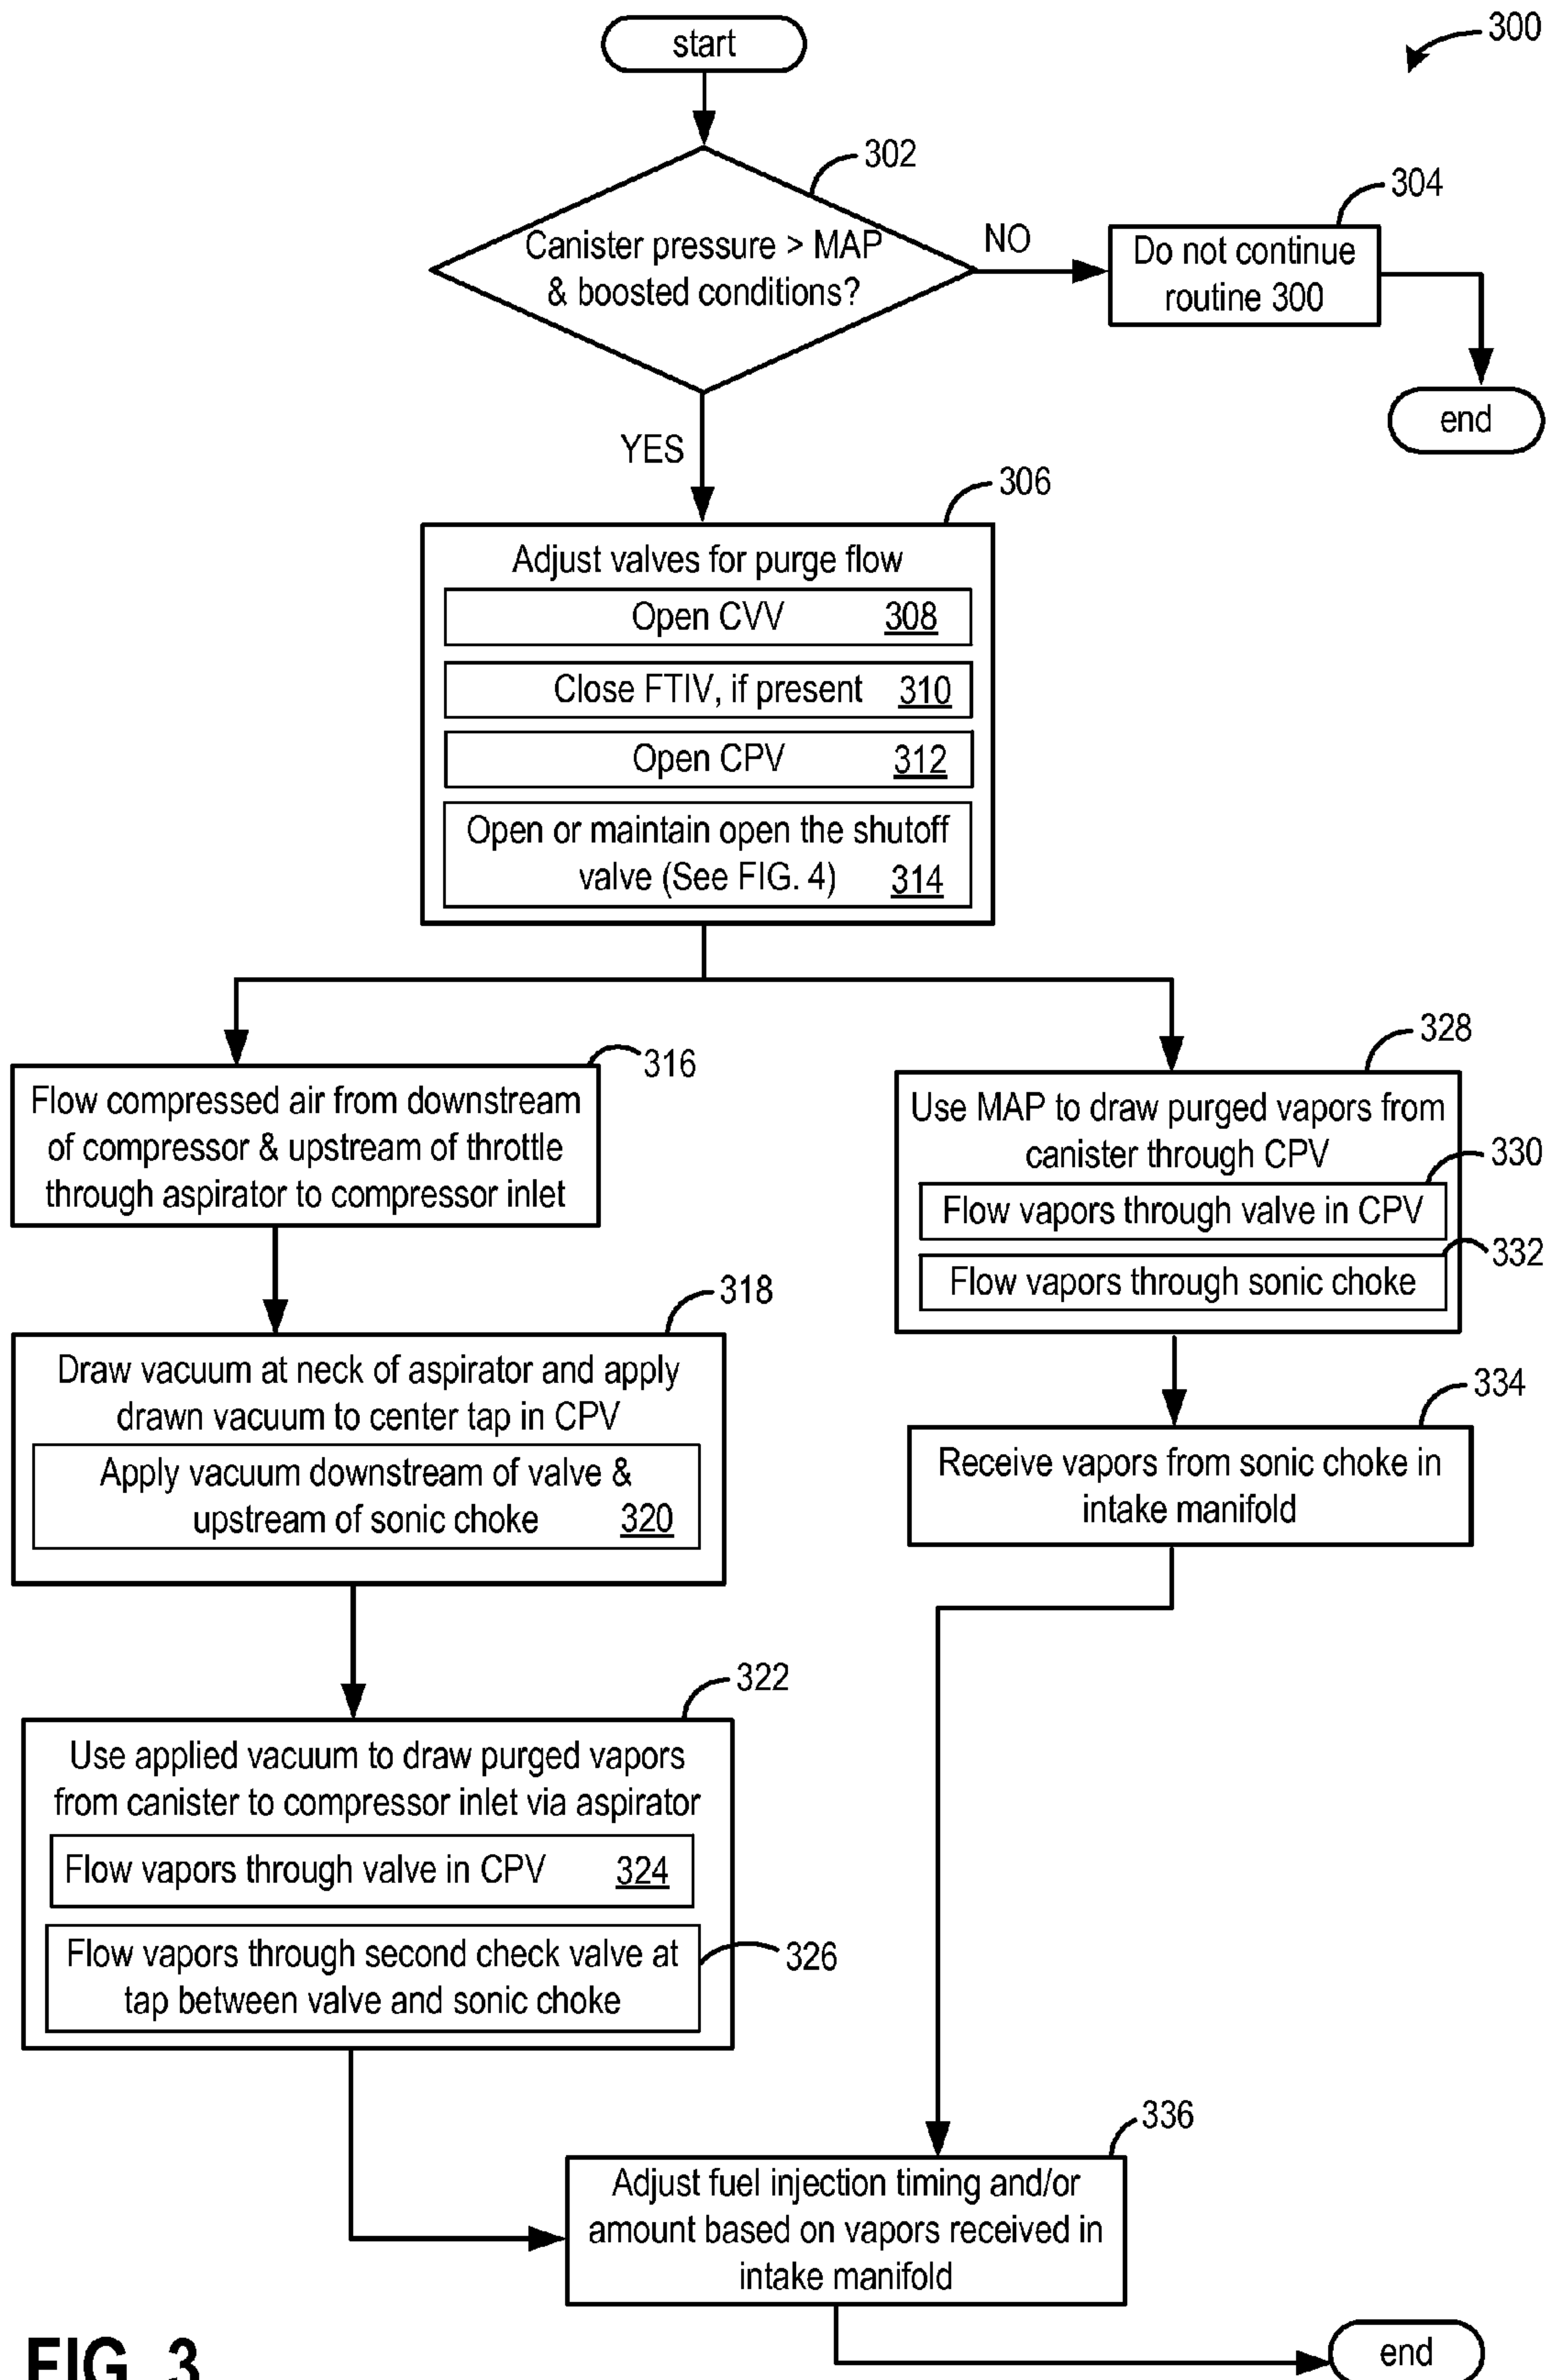 start
300
302
Canister pressure > MAP
& boosted conditions?
NO
304
Do not continue
routine 300
end
YES
306
Adjust valves for purge flow
Open CVV 308
Close FTIV, if present 310
Open CPV 312
Open or maintain open the shutoff
valve (See FIG. 4) 314
316
Flow compressed air from downstream
of compressor & upstream of throttle
through aspirator to compressor inlet
318
Draw vacuum at neck of aspirator and apply
drawn vacuum to center tap in CPV
Apply vacuum downstream of valve &
upstream of sonic choke 320
322
Use applied vacuum to draw purged vapors
from canister to compressor inlet via aspirator
Flow vapors through valve in CPV 324
Flow vapors through second check valve at
tap between valve and sonic choke
326
328
Use MAP to draw purged vapors from
canister through CPV
330
Flow vapors through valve in CPV
332
Flow vapors through sonic choke
334
Receive vapors from sonic choke in
intake manifold
336
Adjust fuel injection timing and/or
amount based on vapors received in
intake manifold
end
FIG. 3